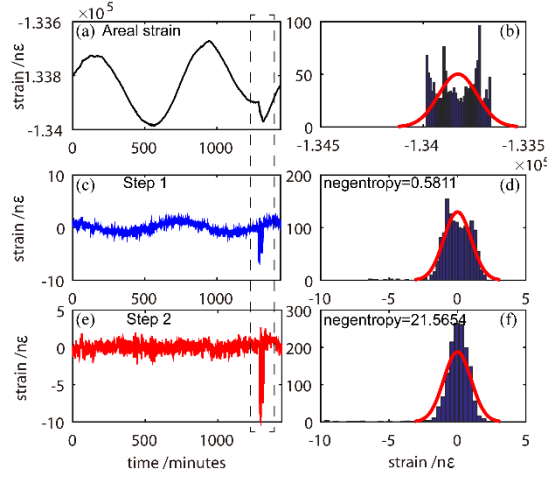 × 10^5
-1.336
(a) Areal strain
-1.338
-1.34
strain /nε
0 500 1000
100
(b)
50
0
-1.345 -1.34 -1.335
× 10^5
10
(c) Step 1
0
-10
strain /nε
0 500 1000
200
negentropy=0.5811 (d)
100
0
-10 -5 0 5
5
(e) Step 2
0
-5
-10
strain /nε
0 500 1000
time /minutes
300
negentropy=21.5654
(f)
200
100
0
-10 -5 0 5
strain /nε